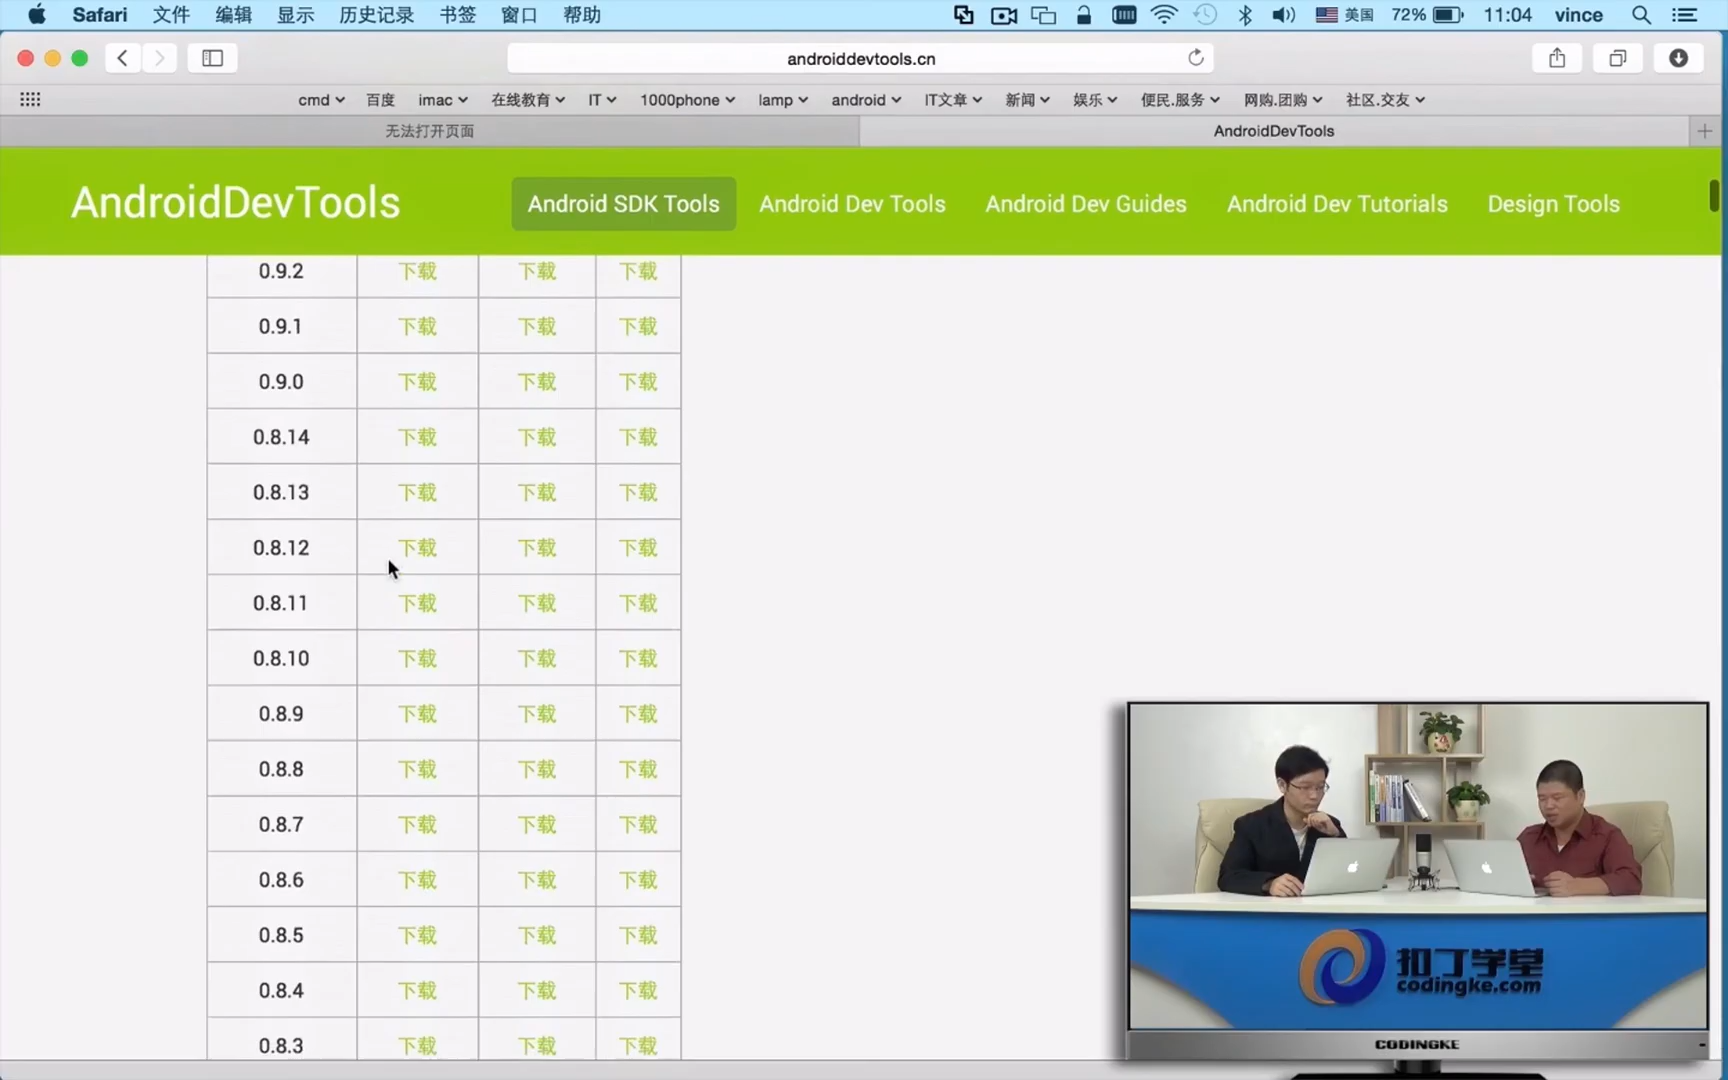 Safari 文件 编辑 显示 历史记录 书签 窗口 帮助 美国 72% 11:04 vince
androiddevtools.cn
cmd 百度 imac 在线教育 IT 1000phone lamp android IT文章 新闻 娱乐 便民.服务 网购.团购 社区.交友
无法打开页面 AndroidDevTools
AndroidDevTools Android SDK Tools Android Dev Tools Android Dev Guides Android Dev Tutorials Design Tools
0.9.2 下载 下载 下载
0.9.1 下载 下载 下载
0.9.0 下载 下载 下载
0.8.14 下载 下载 下载
0.8.13 下载 下载 下载
0.8.12 下载 下载 下载
0.8.11 下载 下载 下载
0.8.10 下载 下载 下载
0.8.9 下载 下载 下载
0.8.8 下载 下载 下载
0.8.7 下载 下载 下载
0.8.6 下载 下载 下载
0.8.5 下载 下载 下载
0.8.4 下载 下载 下载
0.8.3 下载 下载 下载
扣丁学堂
codingke.com
CODINGKE